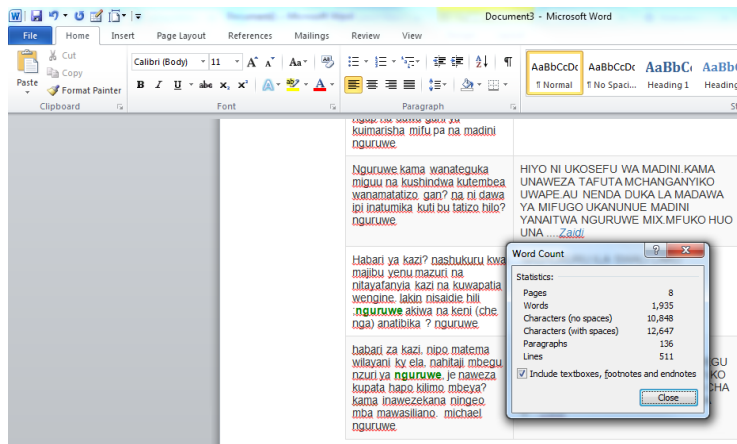 Document3 - Microsoft Word
File Home Insert Page Layout References Mailings Review View
Paste
Cut
Copy
Format Painter
Clipboard
Calibri (Body) 11
B I U abc x₂ x² A A
Font
Paragraph
AaBbCcDc AaBbCcDc AaBbC AaBb
¶ Normal ¶ No Spaci... Heading 1 Heading
kuimarisha mifu pa na madini
nguruwe
Nguruwe kama wanateguka
miguu na kushindwa kutembea
wanamatatizo gan? na ni dawa
ipi inatumika kuti bu tatizo hilo?
nguruwe
HIYO NI UKOSEFU WA MADINI.KAMA
UNAWEZA TAFUTA MCHANGANYIKO
UWAPE.AU NENDA DUKA LA MADAWA
YA MIFUGO UKANUNUE MADINI
YANAITWA NGURUWE MIX.MFUKO HUO
UNA ....Zaidi
Habari ya kazi? nashukuru kwa
majibu yenu mazuri na
nitayafanyia kazi na kuwapatia
wengine, lakin nisaidie hili
;nguruwe akiwa na keni (che
nga) anatibika ? nguruwe
habari za kazi, nipo matema
wilayani ky ela, nahitaji mbegu
nzuri ya nguruwe, je naweza
kupata hapo kilimo mbeya?
kama inawezekana ningeo
mba mawasiliano. michael
nguruwe
GU
KO
CHA
Word Count
Statistics:
Pages 8
Words 1,935
Characters (no spaces) 10,848
Characters (with spaces) 12,647
Paragraphs 136
Lines 511
Include textboxes, footnotes and endnotes
Close